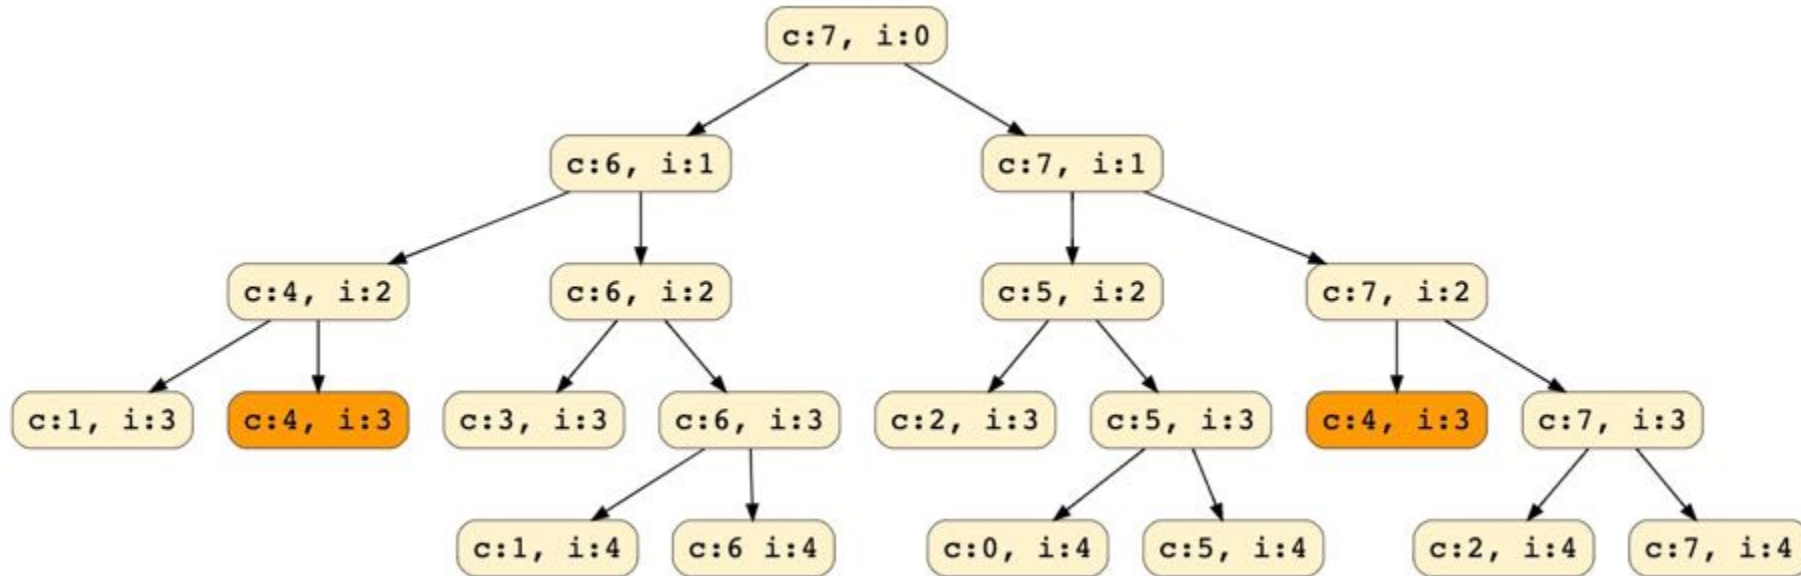 c:7, i:0
c:6, i:1
c:7, i:1
c:4, i:2
c:6, i:2
c:5, i:2
c:7, i:2
c:1, i:3
c:4, i:3
c:3, i:3
c:6, i:3
c:2, i:3
c:5, i:3
c:4, i:3
c:7, i:3
c:1, i:4
c:6 i:4
c:0, i:4
c:5, i:4
c:2, i:4
c:7, i:4